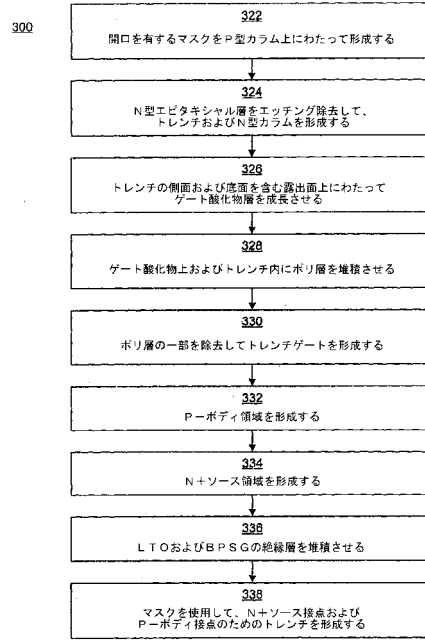 300
322
開口を有するマスクをP型カラム上にわたって形成する
324
N型エピタキシャル層をエッチング除去して、
トレンチおよびN型カラムを形成する
326
トレンチの側面および底面を含む露出面上にわたって
ゲート酸化物層を成長させる
328
ゲート酸化物上およびトレンチ内にポリ層を堆積させる
330
ポリ層の一部を除去してトレンチゲートを形成する
332
P-ボディ領域を形成する
334
N+ソース領域を形成する
336
LTOおよびBPSGの絶縁層を堆積させる
338
マスクを使用して、N+ソース接点および
P-ボディ接点のためのトレンチを形成する